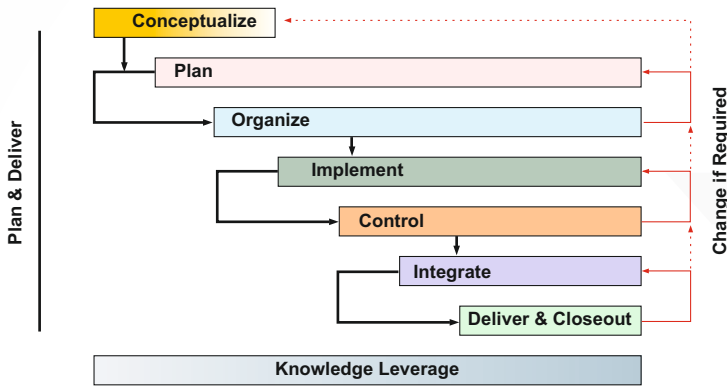 Conceptualize
Plan
Organize
Implement
Control
Integrate
Deliver & Closeout
Knowledge Leverage
Plan & Deliver
Change if Required